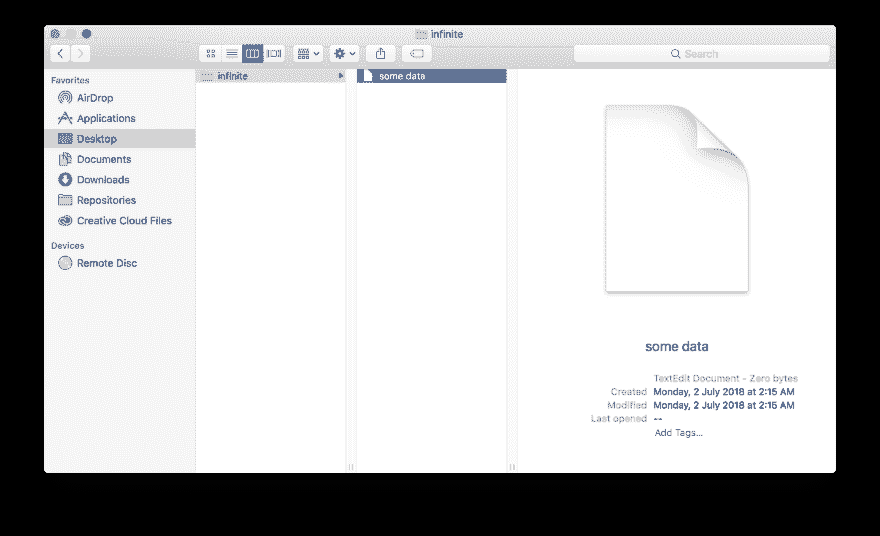 infinite
Search
Favorites
AirDrop
Applications
Desktop
Documents
Downloads
Repositories
Creative Cloud Files
Devices
Remote Disc
infinite
some data
some data
TextEdit Document - Zero bytes
Created Monday, 2 July 2018 at 2:15 AM
Modified Monday, 2 July 2018 at 2:15 AM
Last opened --
Add Tags...